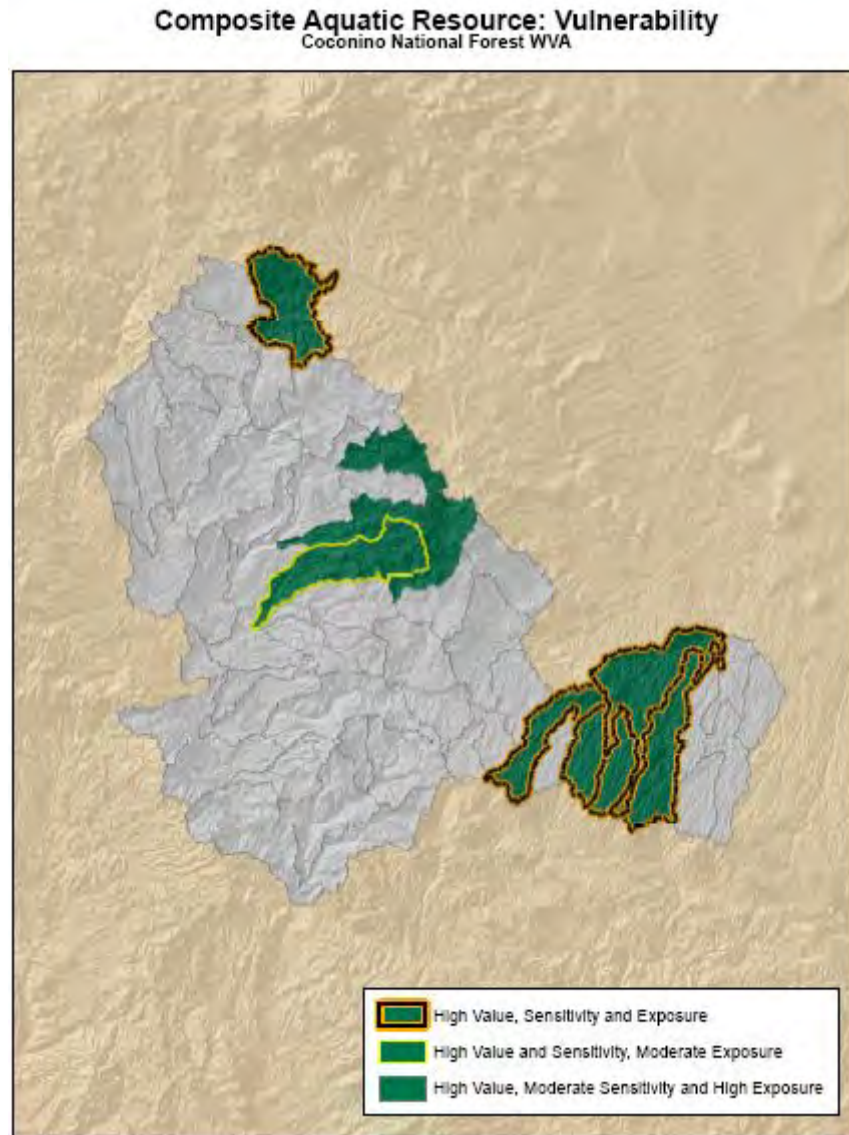 Composite Aquatic Resource: Vulnerability
Coconino National Forest WVA
High Value, Sensitivity and Exposure
High Value and Sensitivity, Moderate Exposure
High Value, Moderate Sensitivity and High Exposure